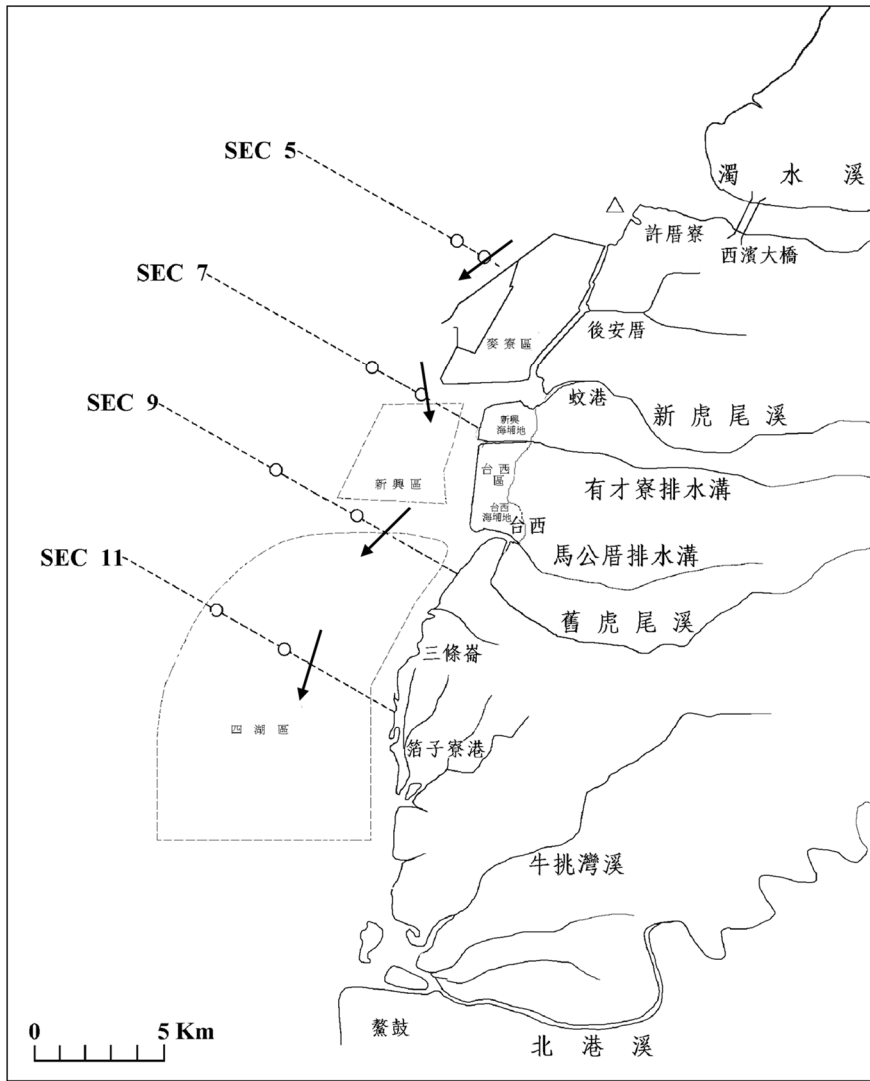 SEC 5
濁水溪
許厝寮
西濱大橋
SEC 7
後安厝
麥寮區
蚊港
SEC 9
新興
海埔地
新虎尾溪
台西
區
新興區
有才寮排水溝
台西
海埔地
台西
SEC 11
馬公厝排水溝
舊虎尾溪
三條崙
四湖區
箔子寮港
牛挑灣溪
0 5 Km
鰲鼓
北港溪